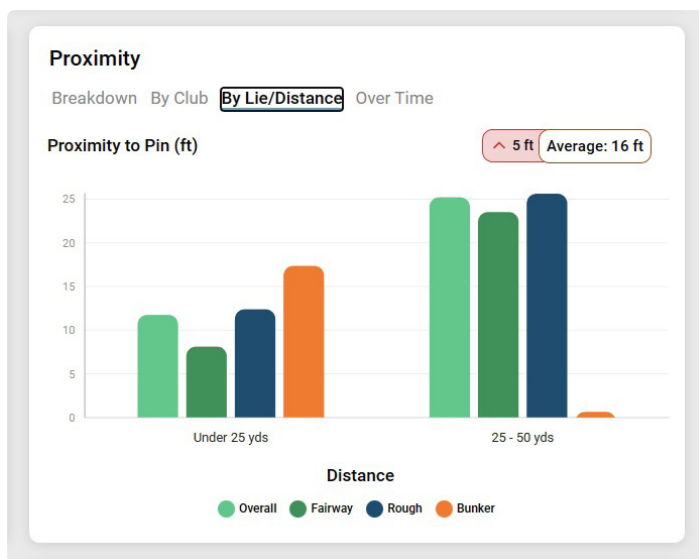 Proximity
Breakdown By Club By Lie/Distance Over Time
Proximity to Pin (ft)
5 ft Average: 16 ft
25
20
15
10
5
0
Under 25 yds 25 - 50 yds
Distance
Overall Fairway Rough Bunker